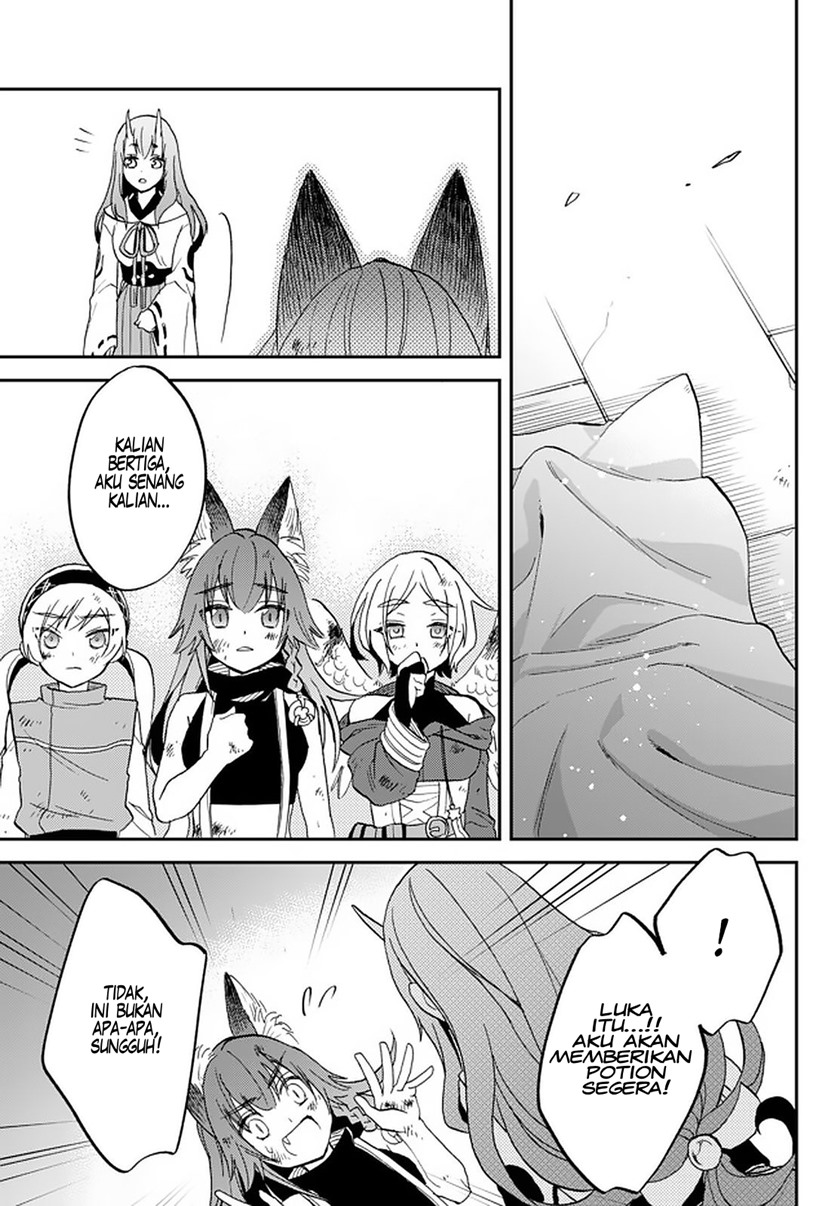 KALIAN
BERTIGA,
AKU SENANG
KALIAN...
!
LUKA
ITU...!!
AKU AKAN
MEMBERIKAN
POTION
SEGERA!
TIDAK,
INI BUKAN
APA-APA,
SUNGGUH!